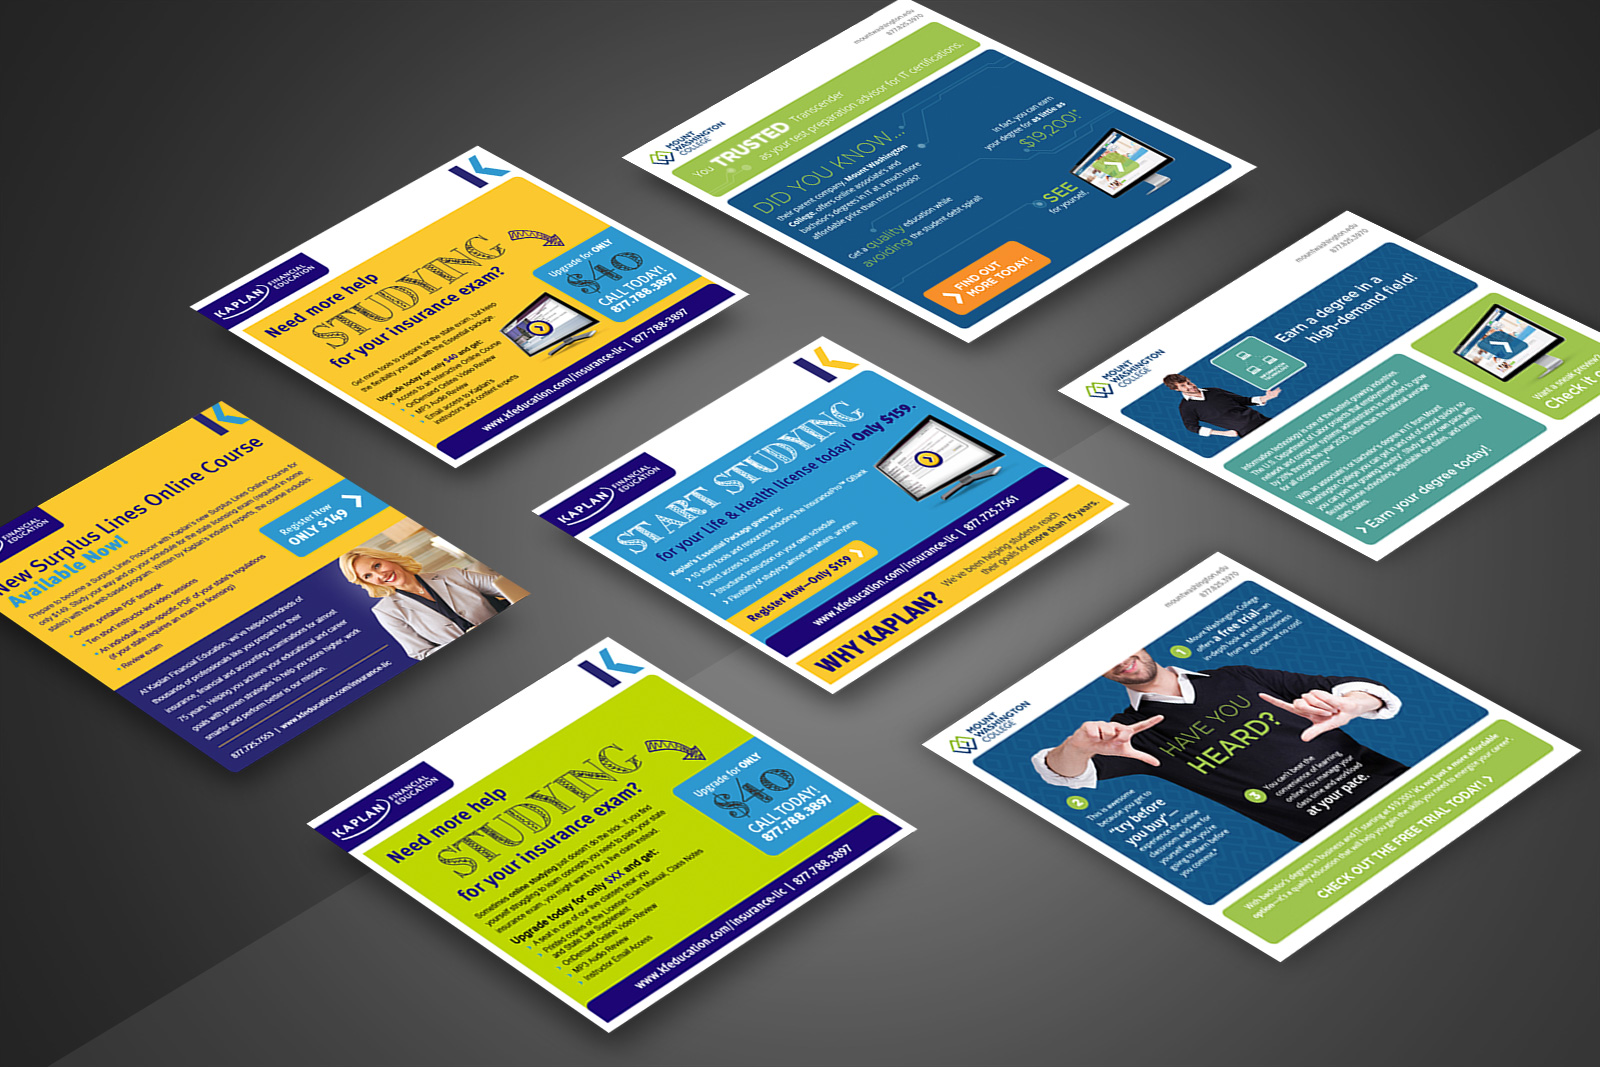 mountwashington.edu
877.825.3970
MOUNT
WASHINGTON
COLLEGE
You TRUSTED Transcender
as your test preparation advisor for IT certifications.
DID YOU KNOW...
their parent company, Mount Washington
College, offers online associate's and
bachelor's degrees in IT at a much more
affordable price than most schools?
Get a quality education while
avoiding the student debt spiral!
In fact, you can earn
your degree for as little as
$19,200!*
SEE
for yourself.
FIND OUT
MORE TODAY!
KAPLAN
FINANCIAL
EDUCATION
Need more help
STUDYING
for your insurance exam?
Get more tools to prepare for the state exam, but keep
the flexibility you want with the Essential package.
Upgrade today for only $40 and get:
Access to an Interactive Online Course
OnDemand Online Video Review
MP3 Audio Review
Email access to Kaplan's
instructors and content experts
Upgrade for ONLY
$40
CALL TODAY!
877.788.3897
www.kfeducation.com/insurance-lic | 877-788-3897
mountwashington.edu
877.825.3970
MOUNT
WASHINGTON
COLLEGE
Earn a degree in a
high-demand field!
INFORMATION
TECHNOLOGY
Information technology is one of the fastest growing industries.
The U.S. Department of Labor projects that employment of
network and computer systems administrators is expected to grow
by 28% through the year 2020, faster than the national average
for all occupations.
With an associate's or bachelor's degree in IT from Mount
Washington College you can get in and out of school quickly so
you can join the growing industry. Study at your own pace with
flexible course scheduling, adjustable due dates, and monthly
start dates.
Earn your degree today!
Want a sneak preview?
Check it o
FINANCIAL
EDUCATION
New Surplus Lines Online Course
Available Now!
Prepare to become a Surplus Lines Producer with Kaplan's new Surplus Lines Online Course for
only $149. Study your way and on your schedule for the state licensing exam (required in some
states) with this web-based program. Written by Kaplan's industry experts, the course includes:
• Online, printable PDF textbook
• Ten short instructor-led video sessions
• An individual, state-specific PDF of your state's regulations
(if your state requires an exam for licensing)
• Review exam
Register Now
ONLY $149
At Kaplan Financial Education, we've helped hundreds of
thousands of professionals like you prepare for their
insurance, financial and accounting examinations for almost
75 years. Helping you achieve your educational and career
goals with proven strategies to help you score higher, work
smarter and perform better is our mission.
877.725.7553 | www.kfeducation.com/insurance-lic
KAPLAN
FINANCIAL
EDUCATION
START STUDYING
for your Life & Health license today! Only $159.
Kaplan's Essential Package gives you:
10 study tools and resources including the InsurancePro™ QBank
Direct access to instructors
Structured instruction on your own schedule
Flexibility of studying almost anywhere, anytime
Register Now—Only $159
www.kfeducation.com/insurance-lic | 877.725.7561
WHY KAPLAN?
We've been helping students reach
their goals for more than 75 years.
mountwashington.edu
877.825.3970
MOUNT
WASHINGTON
COLLEGE
HAVE YOU
HEARD?
1
Mount Washington College
offers a free trial—an
in-depth look at real modules
from an actual business
course—at no cost!
2
This is awesome
because you get to
"try before
you buy"—
experience the online
classroom and see for
yourself what you're
going to learn before
you commit.*
3
You can't beat the
convenience of learning
online! You manage your
class time and workload
at your pace.
With bachelor's degrees in business and IT starting at $19,200,* it's not just a more affordable
option—it's a quality education that will help you gain the skills you need to energize your career†.
CHECK OUT THE FREE TRIAL TODAY!
KAPLAN
FINANCIAL
EDUCATION
Need more help
STUDYING
for your insurance exam?
Sometimes online studying just doesn't do the trick. If you find
yourself struggling to learn concepts you need to pass your state
insurance exam, you might want to try a live class instead.
Upgrade today for only $XX and get:
A seat in one of our live classes near you
Printed copies of the License Exam Manual, Class Notes
and State Law Supplement
OnDemand Online Video Review
MP3 Audio Review
Instructor Email Access
Upgrade for ONLY
$40
CALL TODAY!
877.788.3897
www.kfeducation.com/insurance-lic | 877.788.3897